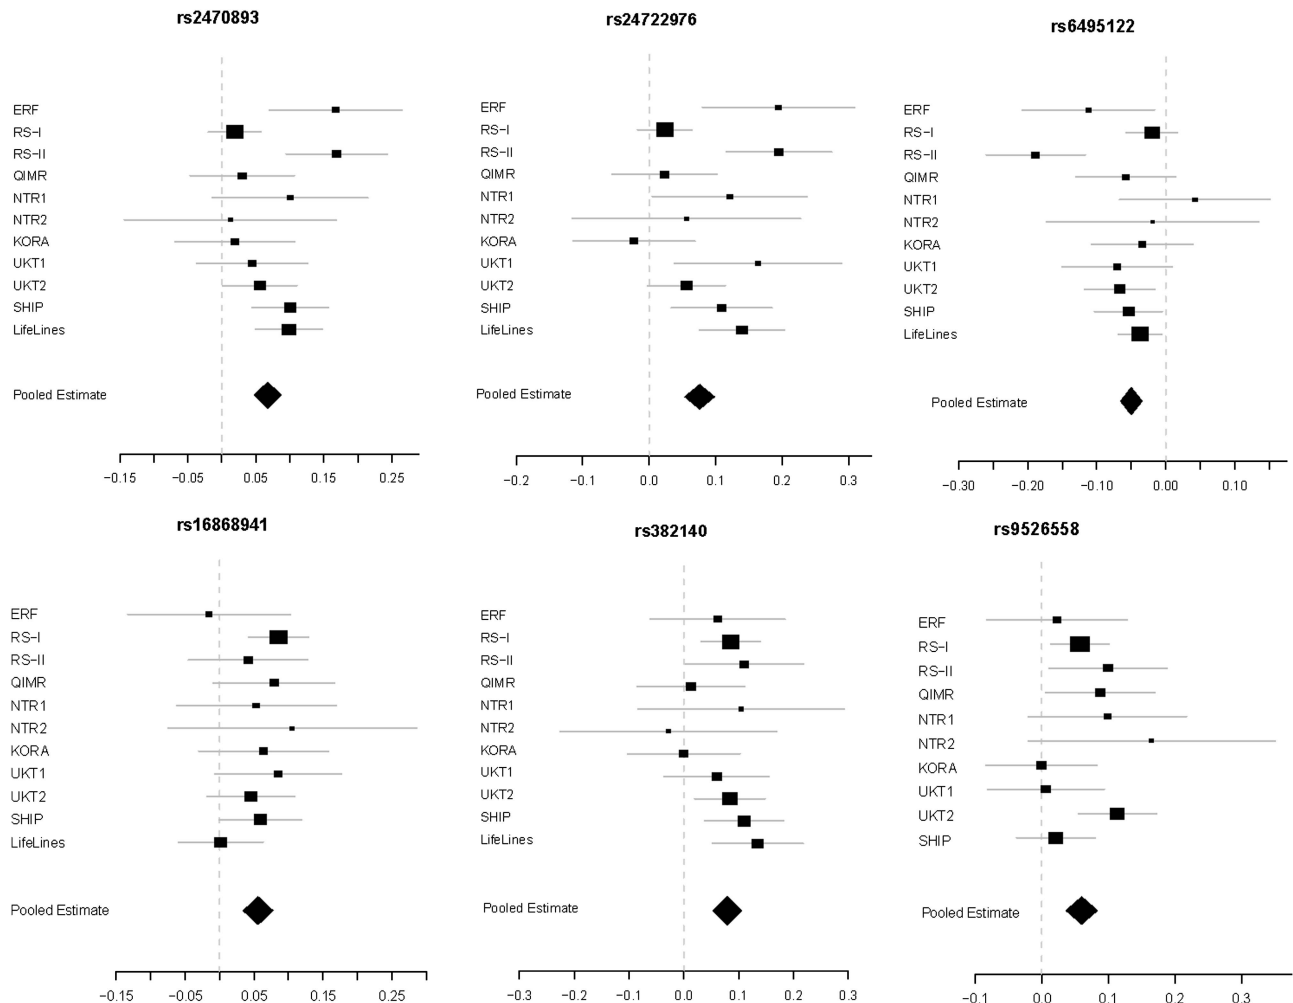 rs2470893
ERF
RS-I
RS-II
QIMR
NTR1
NTR2
KORA
UKT1
UKT2
SHIP
LifeLines
Pooled Estimate
−0.15 −0.05 0.05 0.15 0.25
rs24722976
ERF
RS-I
RS-II
QIMR
NTR1
NTR2
KORA
UKT1
UKT2
SHIP
LifeLines
Pooled Estimate
−0.2 −0.1 0.0 0.1 0.2 0.3
rs6495122
ERF
RS-I
RS-II
QIMR
NTR1
NTR2
KORA
UKT1
UKT2
SHIP
LifeLines
Pooled Estimate
−0.30 −0.20 −0.10 0.00 0.10
rs16868941
ERF
RS-I
RS-II
QIMR
NTR1
NTR2
KORA
UKT1
UKT2
SHIP
LifeLines
Pooled Estimate
−0.15 −0.05 0.05 0.15 0.25
rs382140
ERF
RS-I
RS-II
QIMR
NTR1
NTR2
KORA
UKT1
UKT2
SHIP
LifeLines
Pooled Estimate
−0.3 −0.2 −0.1 0.0 0.1 0.2 0.3
rs9526558
ERF
RS-I
RS-II
QIMR
NTR1
NTR2
KORA
UKT1
UKT2
SHIP
Pooled Estimate
−0.1 0.0 0.1 0.2 0.3